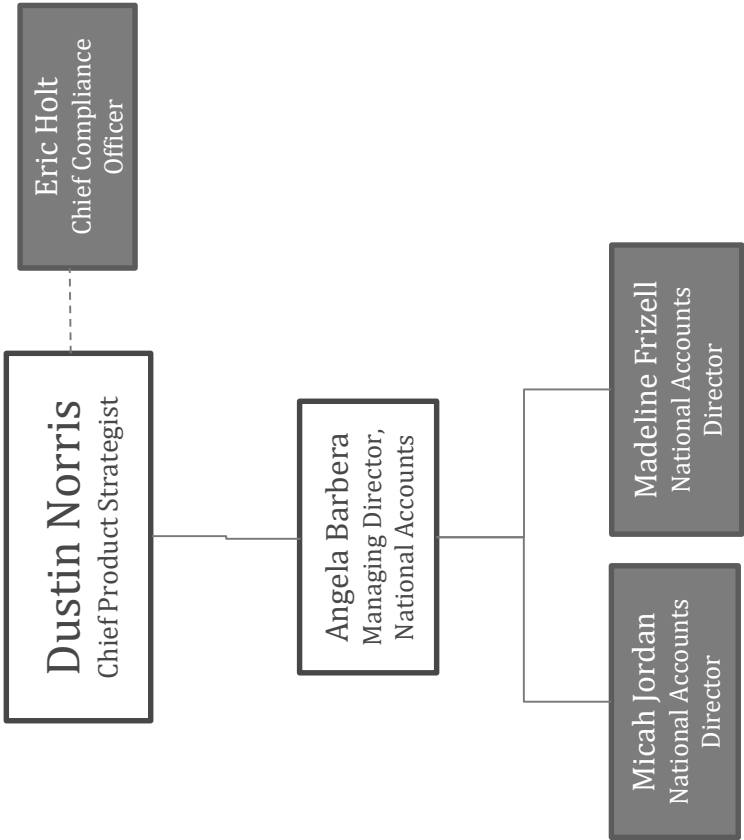 Dustin Norris
Chief Product Strategist
Eric Holt
Chief Compliance
Officer
Angela Barbera
Managing Director,
National Accounts
Micah Jordan
National Accounts
Director
Madeline Frizell
National Accounts
Director